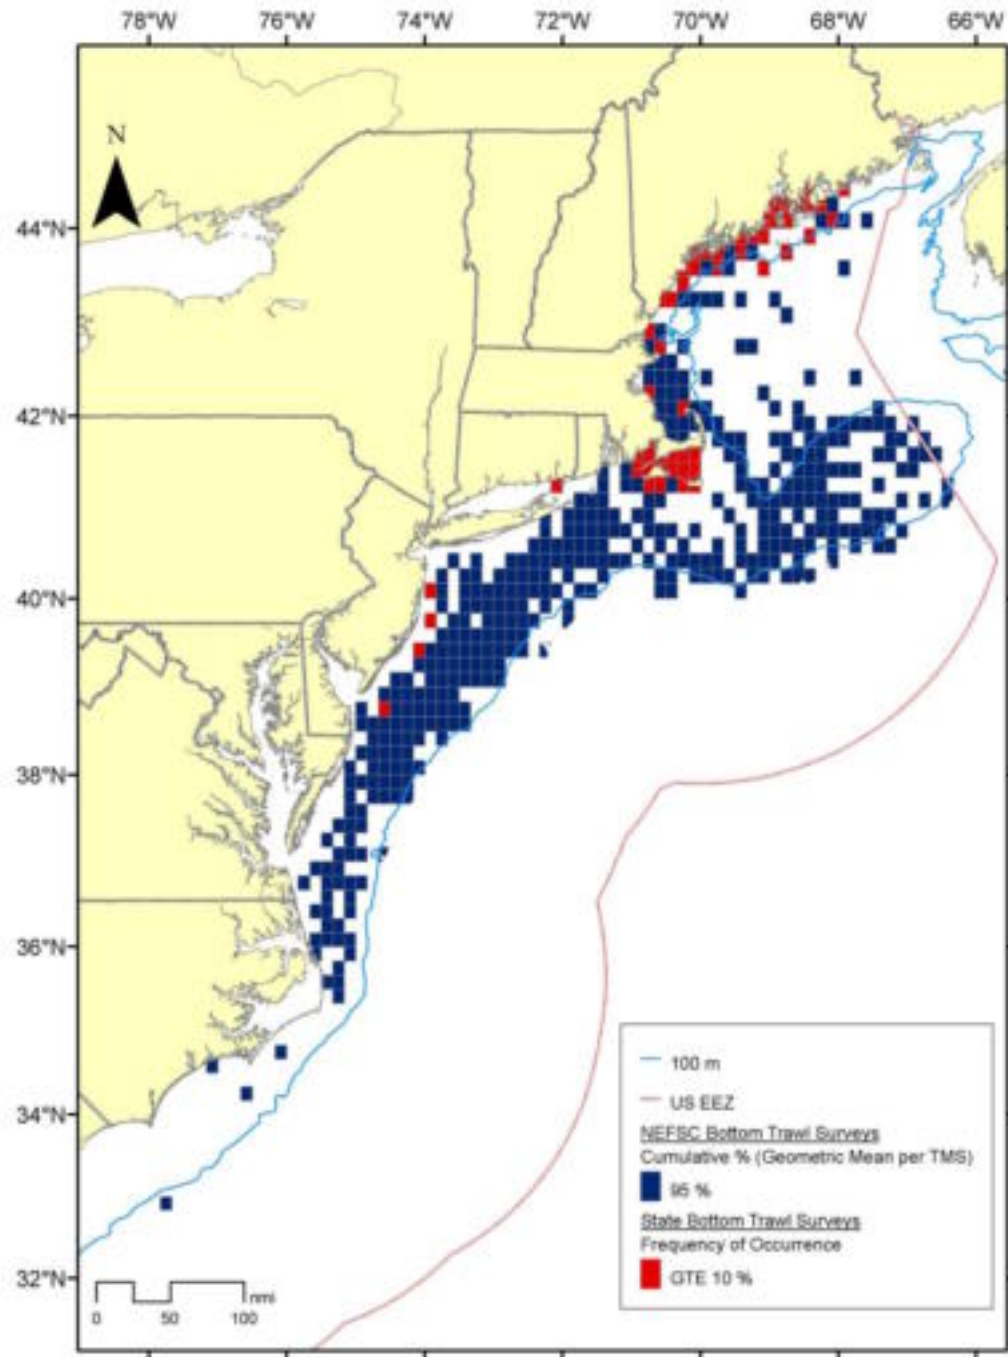 78°W 76°W 74°W 72°W 70°W 68°W 66°W
N
44°N
42°N
40°N
38°N
36°N
34°N
32°N
100 m
US EEZ
NEFSC Bottom Trawl Surveys
Cumulative % (Geometric Mean per TMS)
95 %
State Bottom Trawl Surveys
Frequency of Occurrence
GTE 10 %
nmi
0 50 100